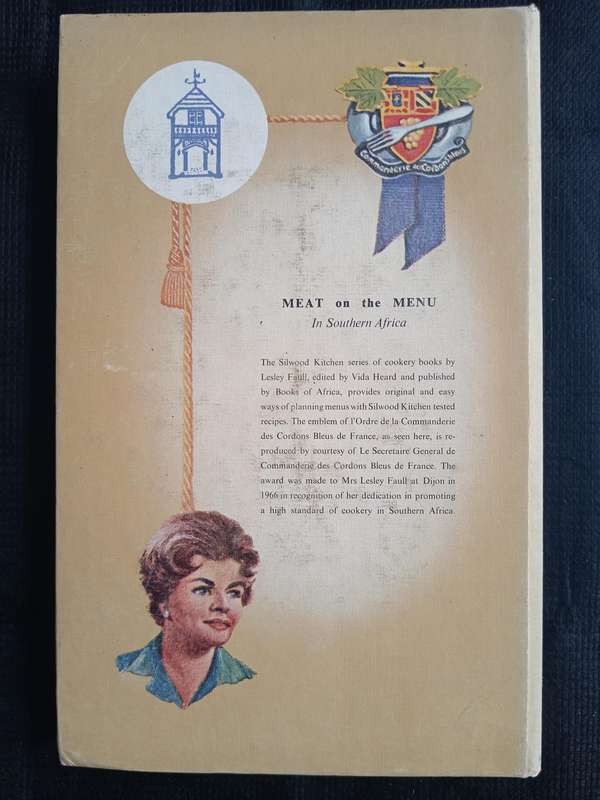 Commanderie des Cordons bleus
MEAT on the MENU
In Southern Africa
The Silwood Kitchen series of cookery books by
Lesley Faull, edited by Vida Heard and published
by Books of Africa, provides original and easy
ways of planning menus with Silwood Kitchen tested
recipes. The emblem of l'Ordre de la Commanderie
des Cordons Bleus de France, as seen here, is re-
produced by courtesy of Le Secretaire General de
Commanderie des Cordons Bleus de France. The
award was made to Mrs Lesley Faull at Dijon in
1966 in recognition of her dedication in promoting
a high standard of cookery in Southern Africa.